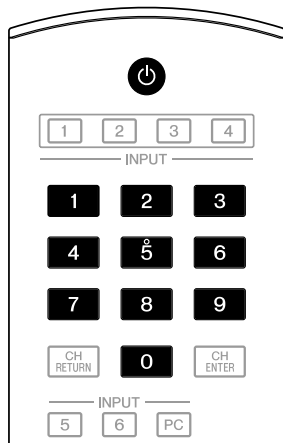 1 2 3 4
INPUT
1 2 3
4 5 6
7 8 9
CH RETURN 0 CH ENTER
INPUT
5 6 PC